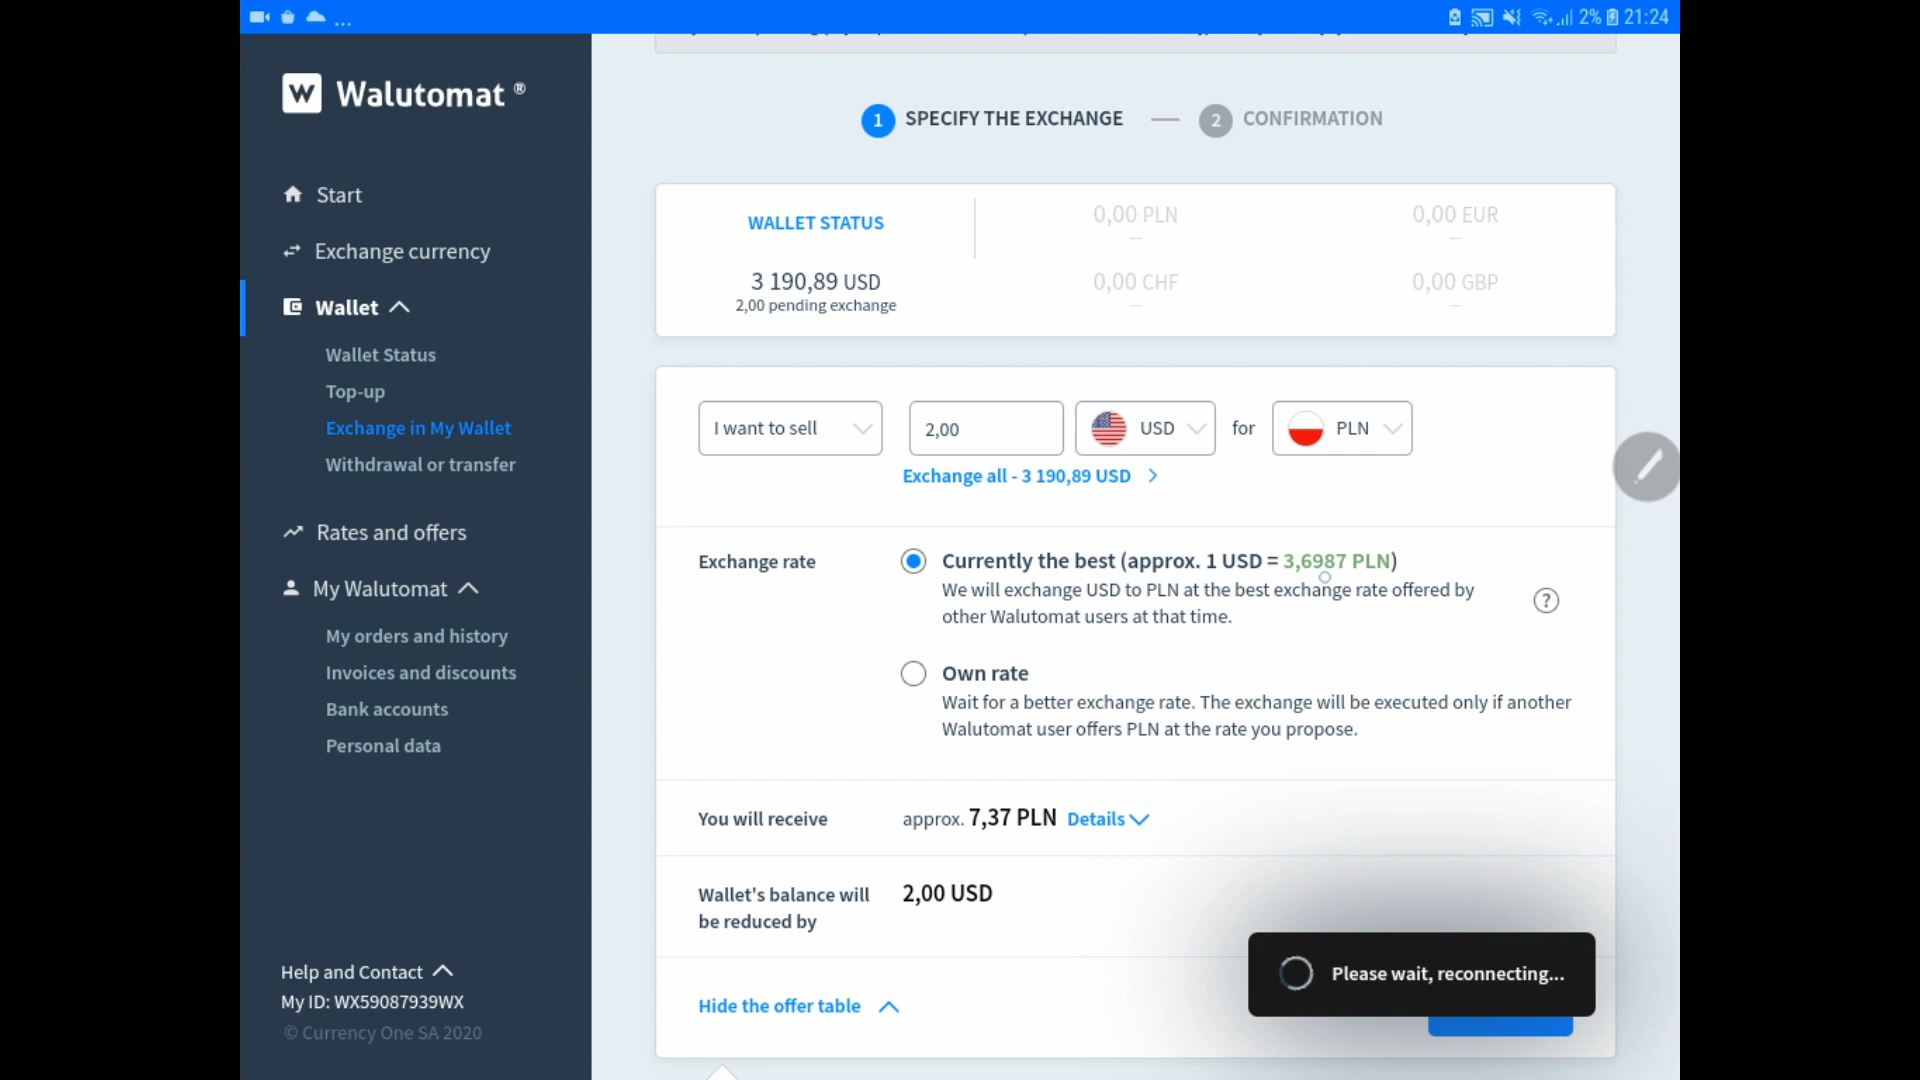 ...
2% 21:24
W Walutomat ®
Start
Exchange currency
Wallet
Wallet Status
Top-up
Exchange in My Wallet
Withdrawal or transfer
Rates and offers
My Walutomat
My orders and history
Invoices and discounts
Bank accounts
Personal data
Help and Contact
My ID: WX59087939WX
© Currency One SA 2020
1 SPECIFY THE EXCHANGE — 2 CONFIRMATION
WALLET STATUS
0,00 PLN
–
0,00 EUR
–
3 190,89 USD
2,00 pending exchange
0,00 CHF
–
0,00 GBP
–
I want to sell 2,00 USD for PLN
Exchange all - 3 190,89 USD >
Exchange rate
Currently the best (approx. 1 USD = 3,6987 PLN)
We will exchange USD to PLN at the best exchange rate offered by
other Walutomat users at that time.
?
Own rate
Wait for a better exchange rate. The exchange will be executed only if another
Walutomat user offers PLN at the rate you propose.
You will receive approx. 7,37 PLN Details
Wallet's balance will
be reduced by
2,00 USD
Please wait, reconnecting...
Hide the offer table